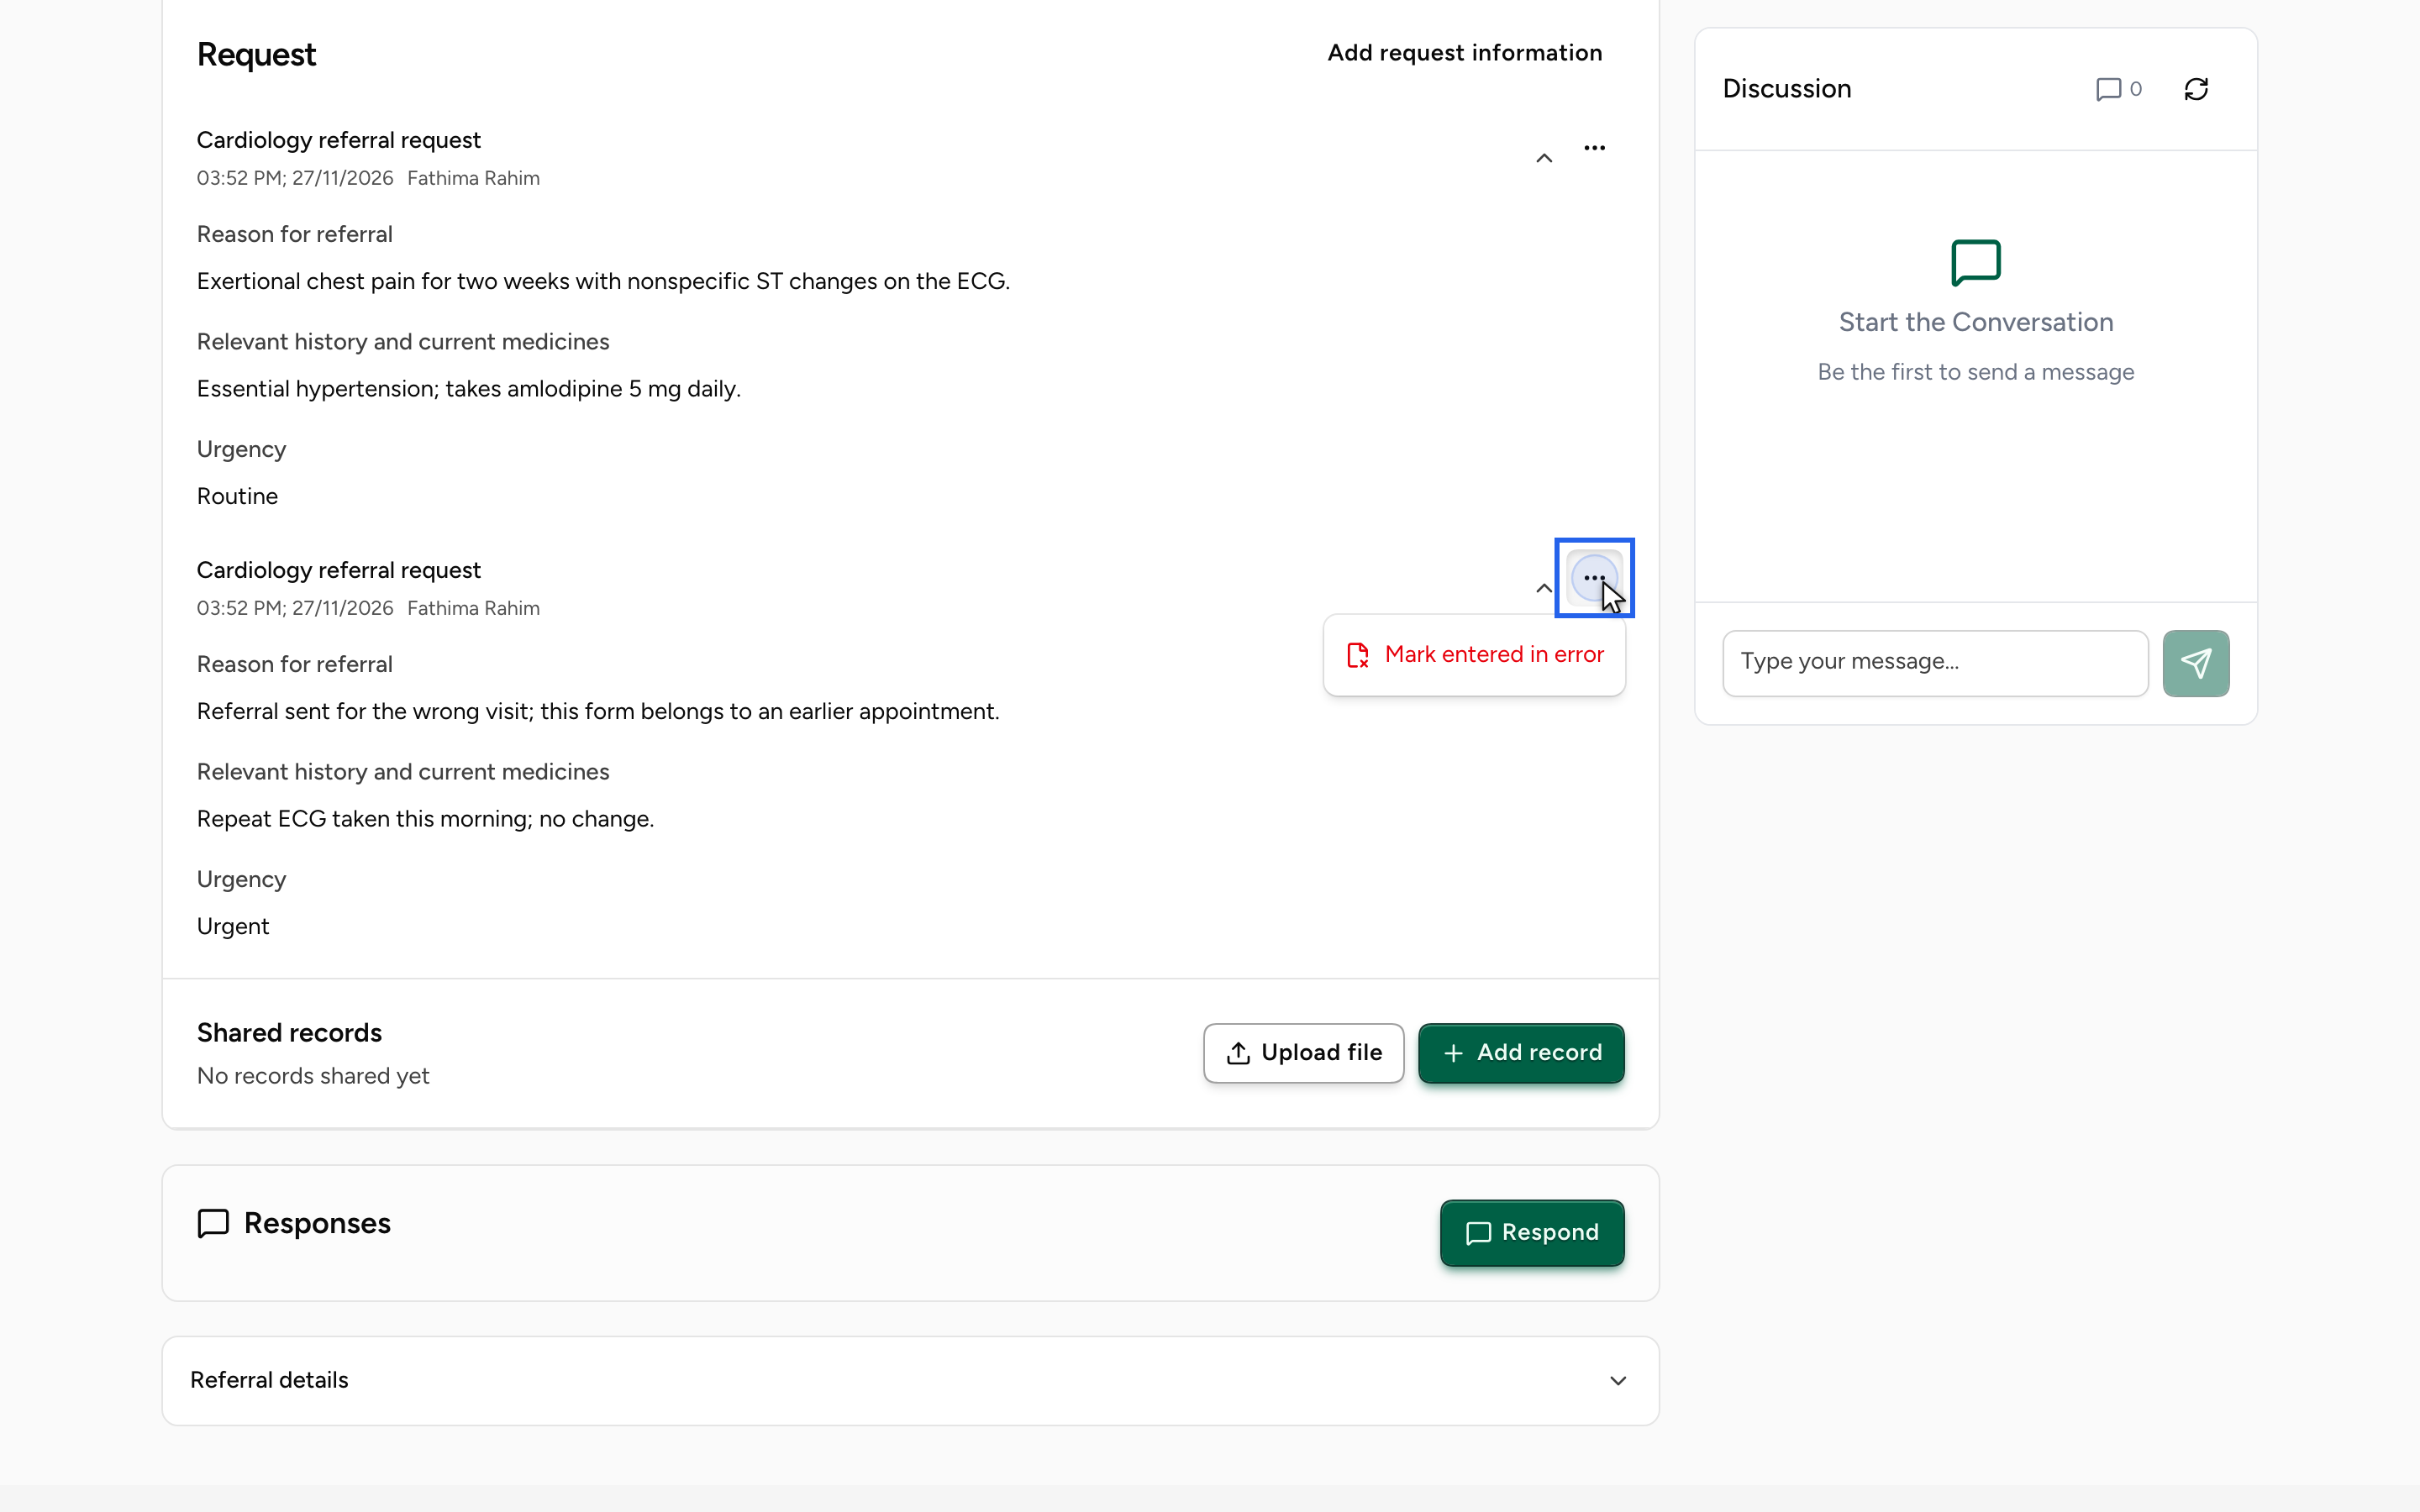 Request
Add request information
Cardiology referral request
03:52 PM; 27/11/2026 Fathima Rahim
Reason for referral
Exertional chest pain for two weeks with nonspecific ST changes on the ECG.
Relevant history and current medicines
Essential hypertension; takes amlodipine 5 mg daily.
Urgency
Routine
Cardiology referral request
03:52 PM; 27/11/2026 Fathima Rahim
Mark entered in error
Reason for referral
Referral sent for the wrong visit; this form belongs to an earlier appointment.
Relevant history and current medicines
Repeat ECG taken this morning; no change.
Urgency
Urgent
Shared records
No records shared yet
Upload file
Add record
Responses
Respond
Referral details
Discussion
0
Start the Conversation
Be the first to send a message
Type your message...